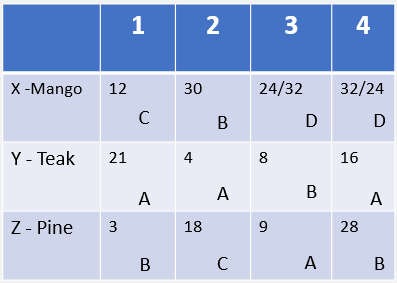 1 2 3 4
X -Mango 12 30 24/32 32/24
C B D D
Y - Teak 21 4 8 16
A A B A
Z - Pine 3 18 9 28
B C A B